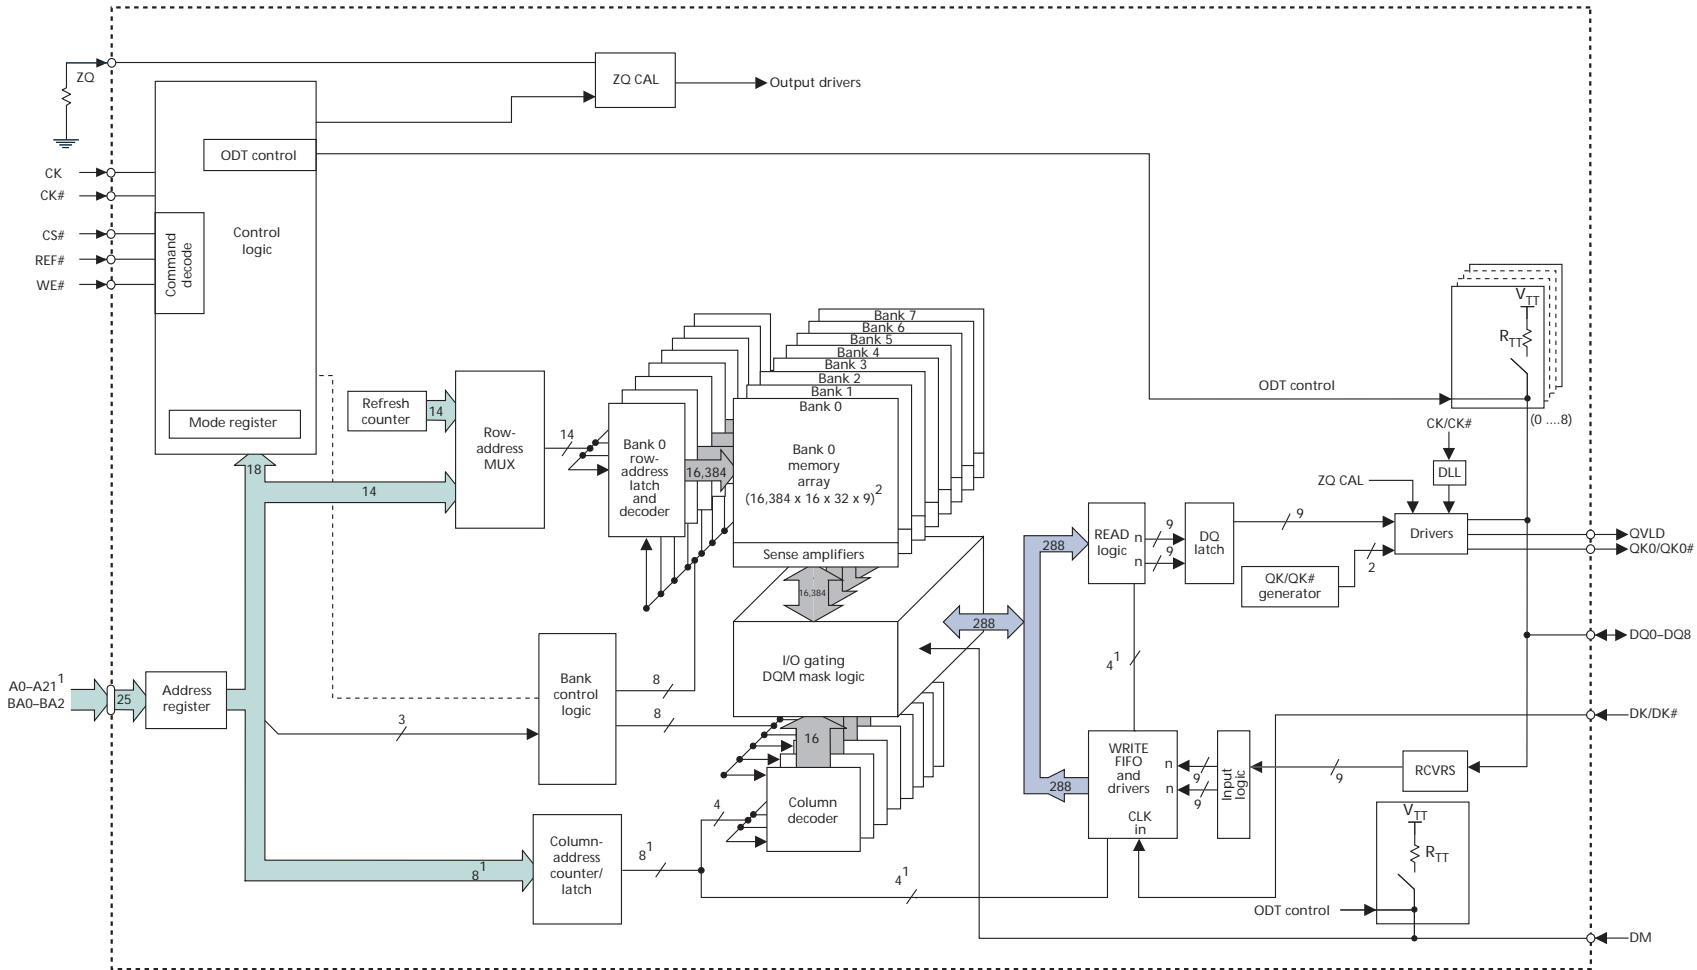 ZQ
ZQ CAL
Output drivers
ODT control
CK
CK#
CS#
REF#
WE#
Command
decode
Control
logic
Mode register
18
Refresh
counter
14
14
Row-
address
MUX
14
Bank 0
row-
address
latch
and
decoder
16,384
Bank 7
Bank 6
Bank 5
Bank 4
Bank 3
Bank 2
Bank 1
Bank 0
Bank 0
memory
array
(16,384 x 16 x 32 x 9)2
Sense amplifiers
16,384
I/O gating
DQM mask logic
16
Column
decoder
A0–A211
BA0–BA2
25
Address
register
3
Bank
control
logic
8
8
81
Column-
address
counter/
latch
81
4
41
288
288
288
READ
logic
n
n
9
9
DQ
latch
9
QK/QK#
generator
2
ZQ CAL
CK/CK#
DLL
Drivers
ODT control
VTT
RTT
(0 ....8)
QVLD
QK0/QK0#
DQ0–DQ8
DK/DK#
41
WRITE
FIFO
and
drivers
CLK
in
n
n
9
9
Input
logic
9
RCVRS
VTT
RTT
ODT control
DM